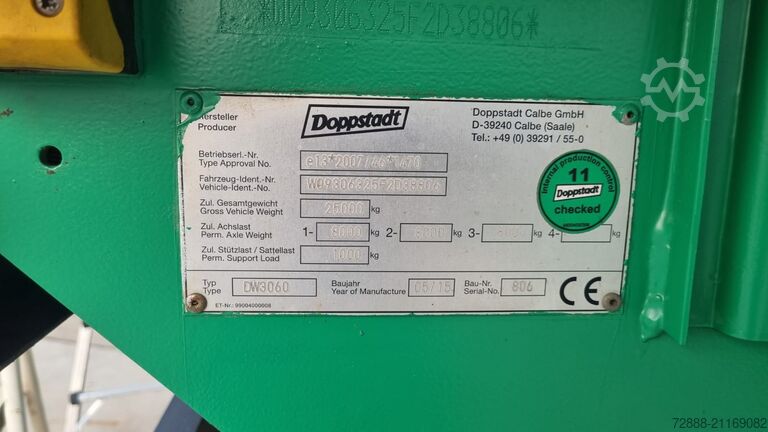 *W09306325F2D38806*
Hersteller
Producer
Doppstadt
Doppstadt Calbe GmbH
D-39240 Calbe (Saale)
Tel.: +49 (0) 39291 / 55-0
Betriebserl.-Nr.
Type Approval No.
e13*2007/46*1470
Fahrzeug-Ident.-Nr.
Vehicle-Ident.-No.
W09306325F2D38806
Zul. Gesamtgewicht
Gross Vehicle Weight
25000 kg
Zul. Achslast
Perm. Axle Weight
1- 8000 kg 2- 8000 kg 3- kg 4- kg
Zul. Stützlast / Sattellast
Perm. Support Load
1000 kg
Internal production control
11
Doppstadt
checked
Typ
Type
DW3060
Baujahr
Year of Manufacture
05/15
Bau-Nr.
Serial-No.
806
CE
ET-Nr.: 99004000008
72888-21169082